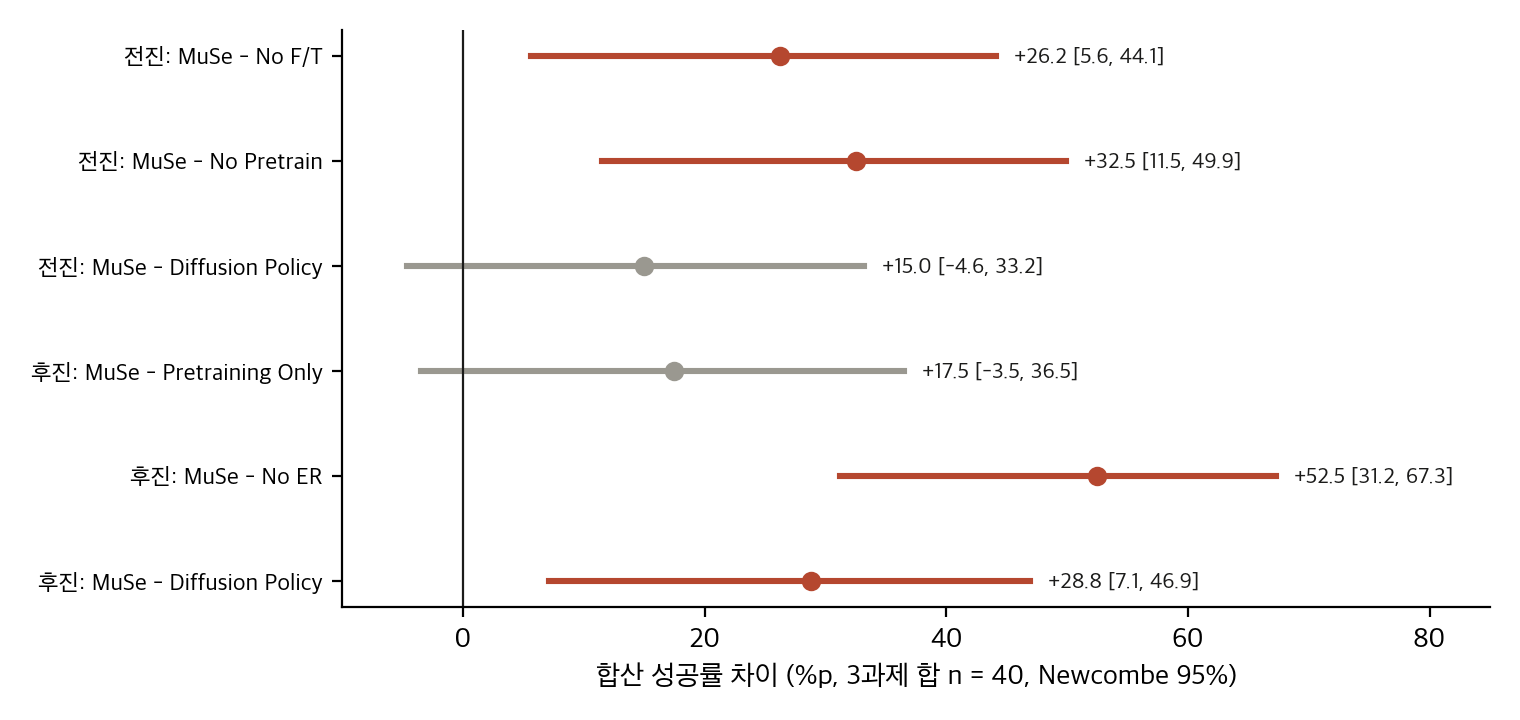 전진: MuSe – No F/T
+26.2 [5.6, 44.1]
전진: MuSe – No Pretrain
+32.5 [11.5, 49.9]
전진: MuSe – Diffusion Policy
+15.0 [−4.6, 33.2]
후진: MuSe – Pretraining Only
+17.5 [−3.5, 36.5]
후진: MuSe – No ER
+52.5 [31.2, 67.3]
후진: MuSe – Diffusion Policy
+28.8 [7.1, 46.9]
0 20 40 60 80
합산 성공률 차이 (%p, 3과제 합 n = 40, Newcombe 95%)